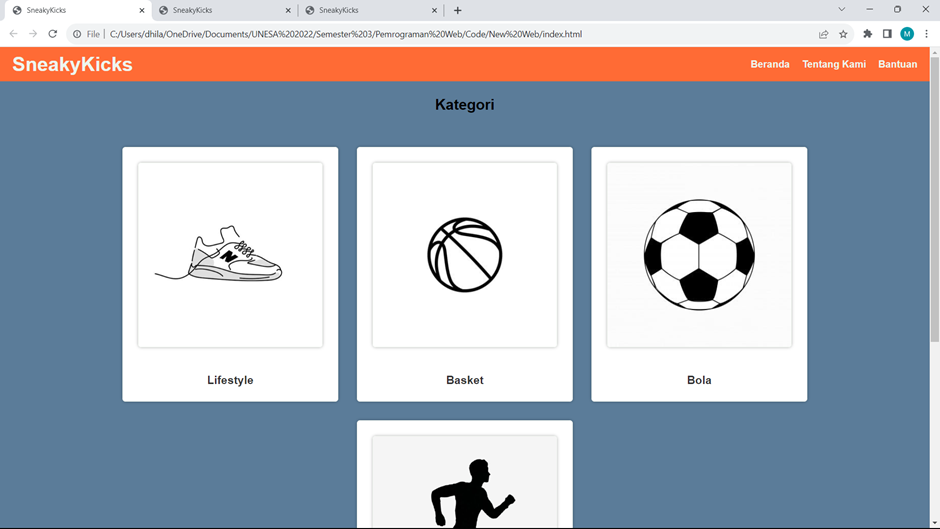 SneakyKicks
SneakyKicks
SneakyKicks
File
C:/Users/dhila/OneDrive/Documents/UNESA%202022/Semester%203/Pemrograman%20Web/Code/New%20Web/index.html
M
SneakyKicks
Beranda Tentang Kami Bantuan
Kategori
N
Lifestyle
Basket
Bola